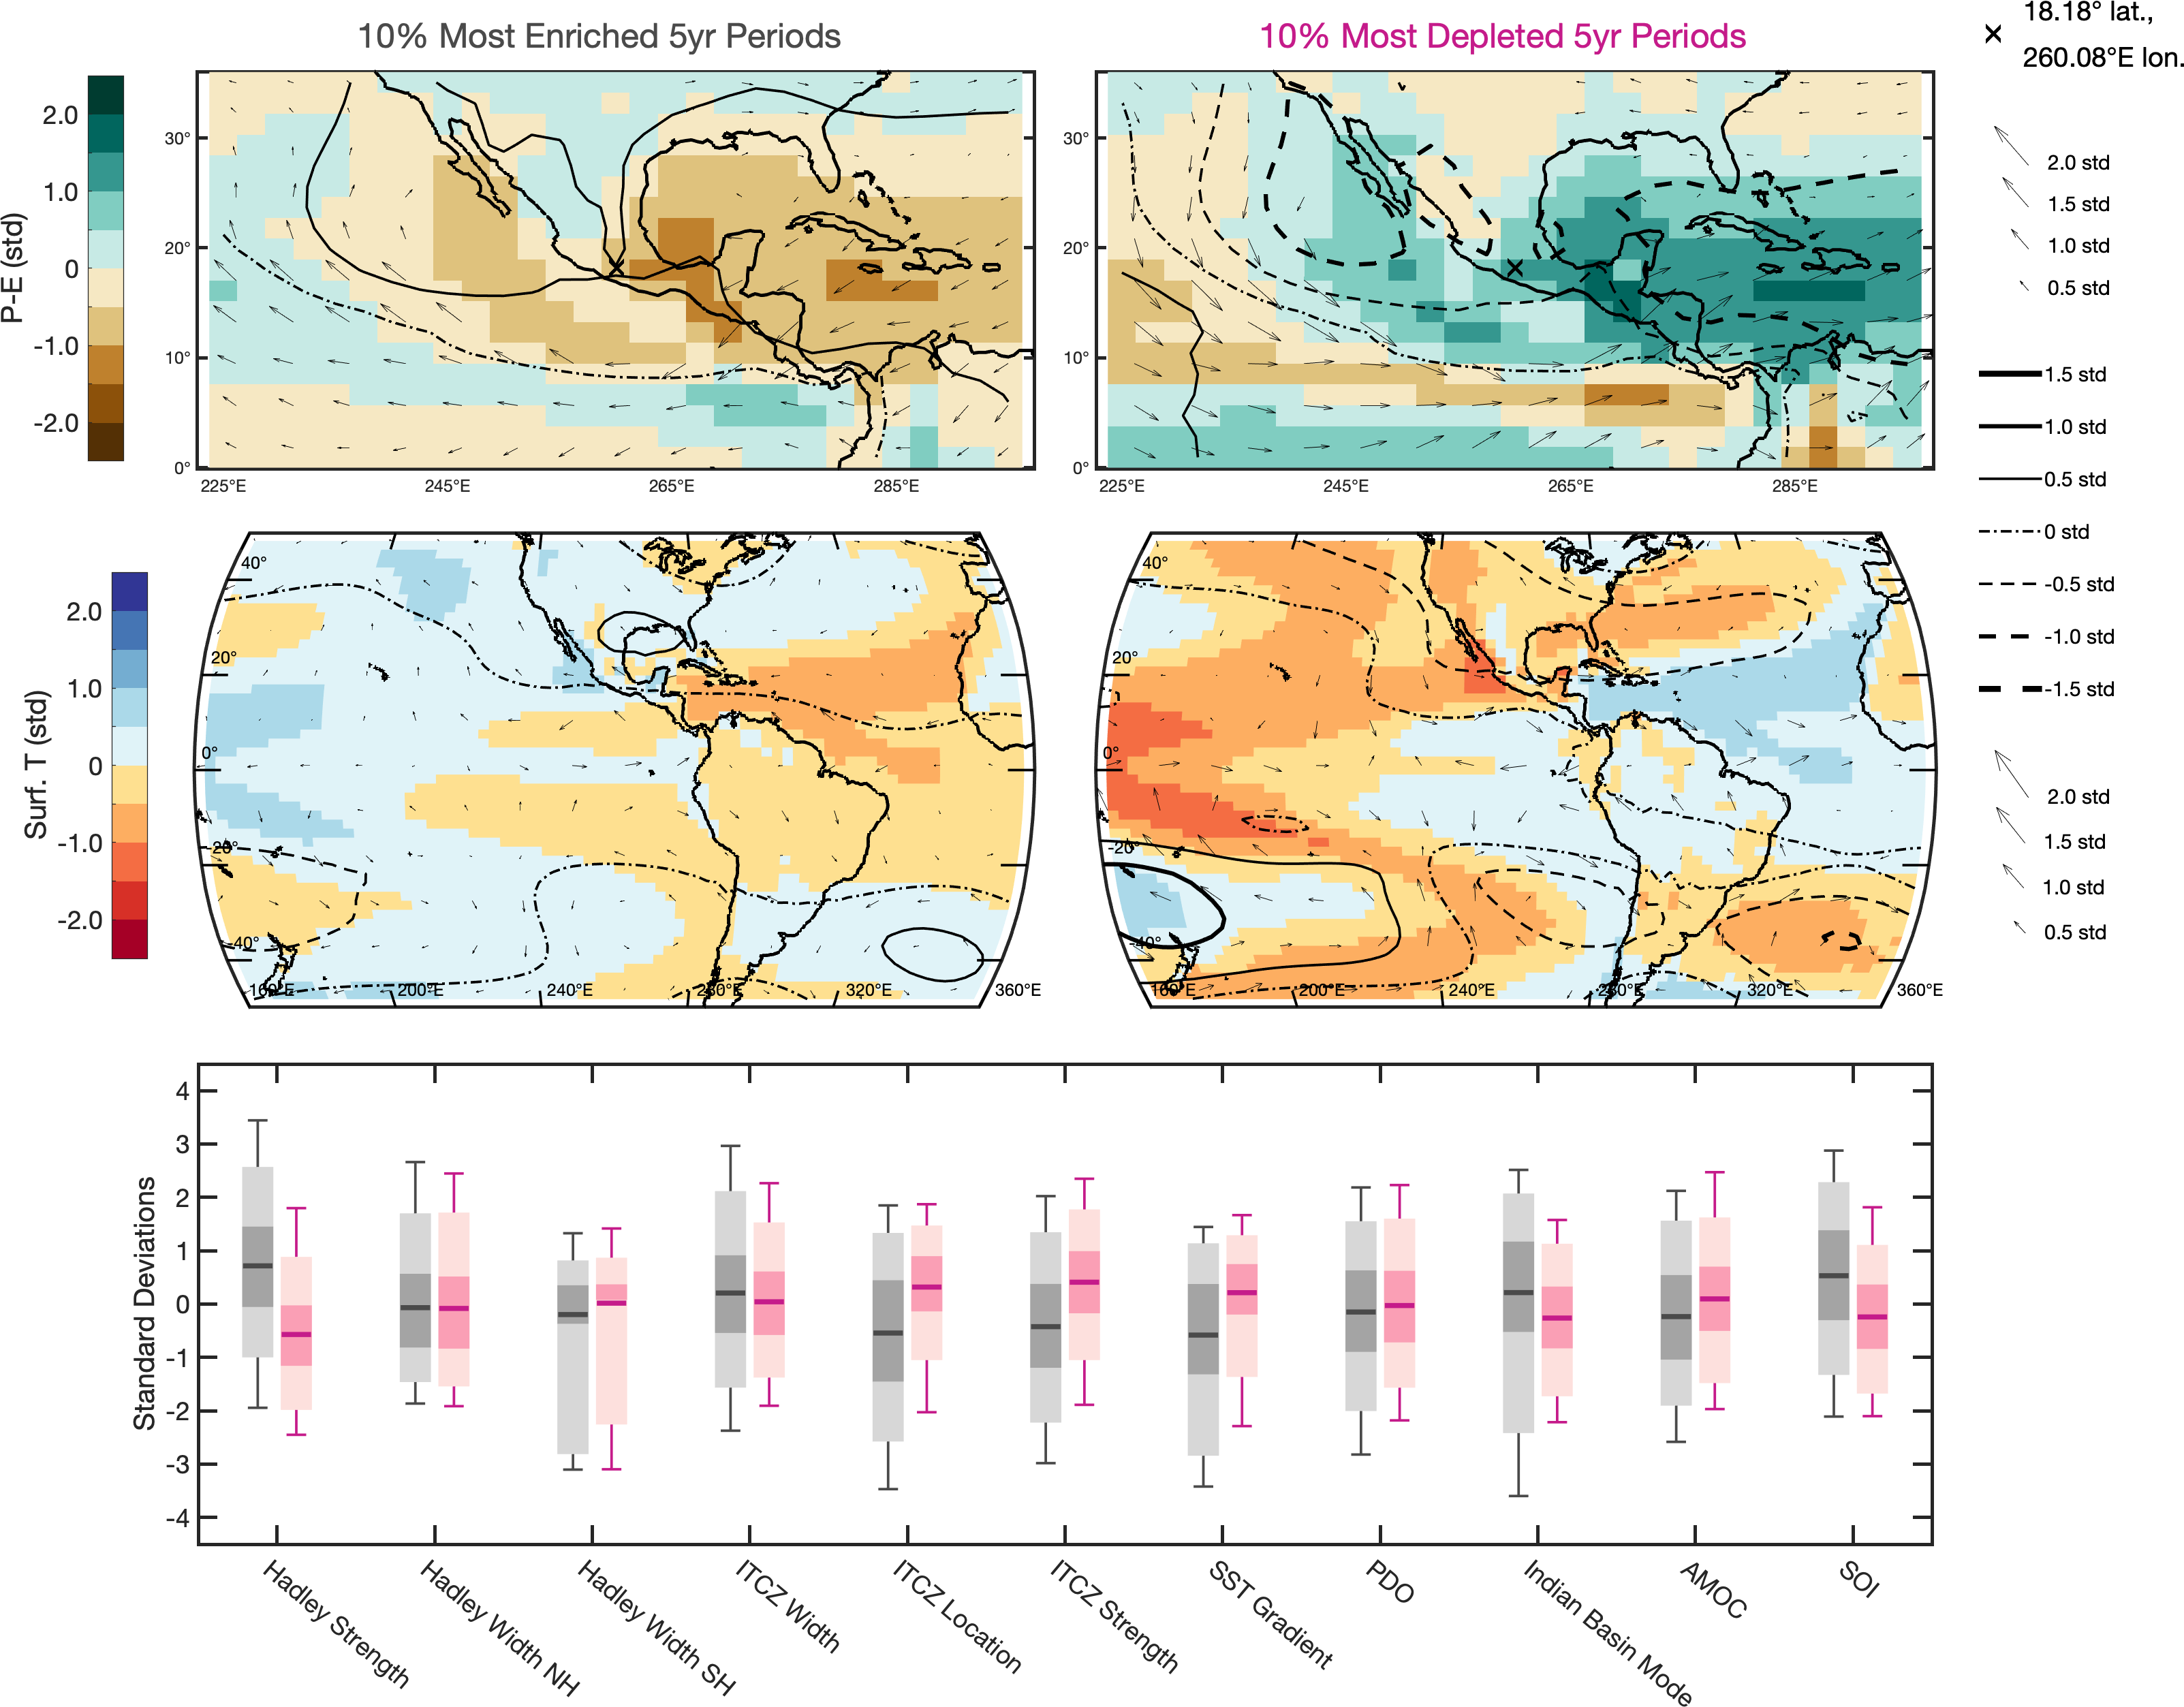 10% Most Enriched 5yr Periods
10% Most Depleted 5yr Periods
18.18° lat.,
260.08°E lon.
P-E (std)
2.0
1.0
0
-1.0
-2.0
30°
20°
10°
0°
225°E
245°E
265°E
285°E
30°
20°
10°
0°
225°E
245°E
265°E
285°E
2.0 std
1.5 std
1.0 std
0.5 std
1.5 std
1.0 std
0.5 std
0 std
-0.5 std
-1.0 std
-1.5 std
Surf. T (std)
2.0
1.0
0
-1.0
-2.0
40°
20°
0°
-20°
-40°
160°E
200°E
240°E
280°E
320°E
360°E
40°
20°
0°
-20°
-40°
160°E
200°E
240°E
280°E
320°E
360°E
2.0 std
1.5 std
1.0 std
0.5 std
Standard Deviations
4
3
2
1
0
-1
-2
-3
-4
Hadley Strength
Hadley Width NH
Hadley Width SH
ITCZ Width
ITCZ Location
ITCZ Strength
SST Gradient
PDO
Indian Basin Mode
AMOC
SOI